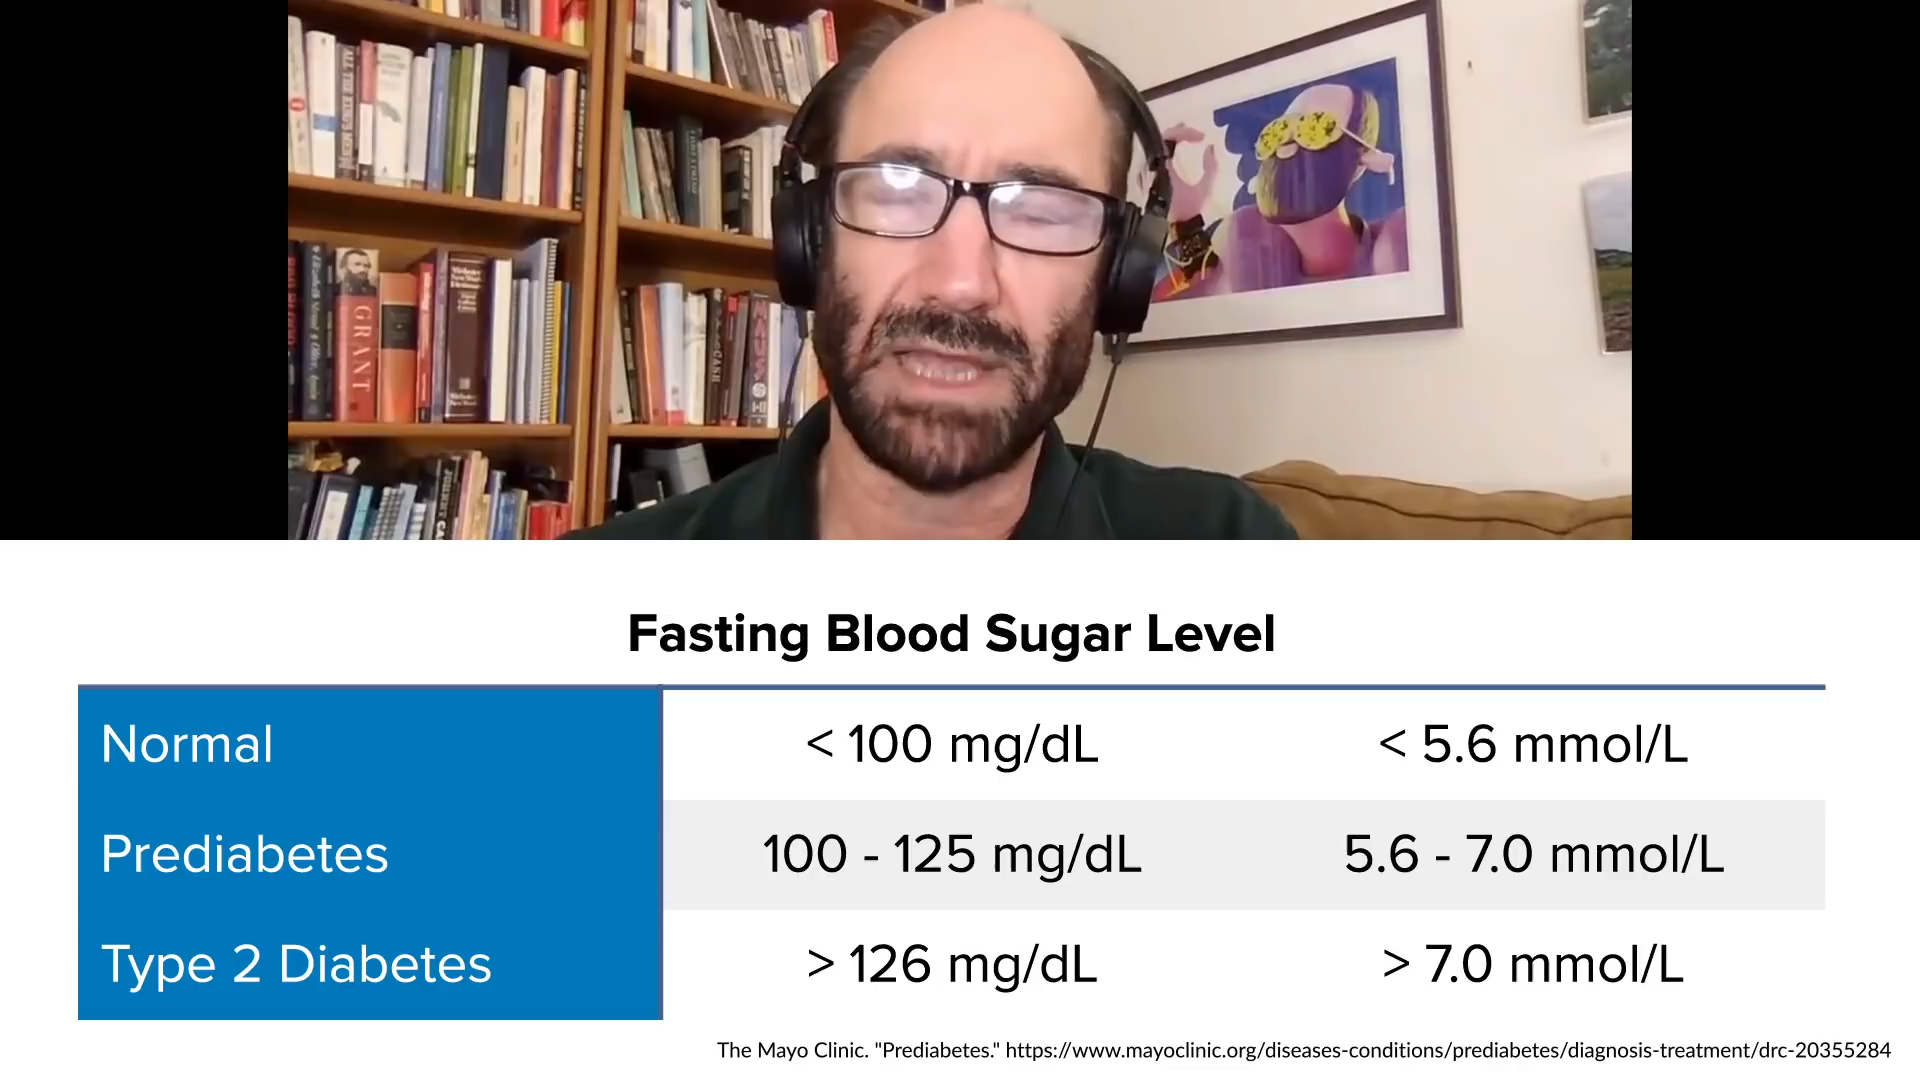 GRANT
MAUS
Fasting Blood Sugar Level
Normal < 100 mg/dL < 5.6 mmol/L
Prediabetes 100 - 125 mg/dL 5.6 - 7.0 mmol/L
Type 2 Diabetes > 126 mg/dL > 7.0 mmol/L
The Mayo Clinic. "Prediabetes." https://www.mayoclinic.org/diseases-conditions/prediabetes/diagnosis-treatment/drc-20355284